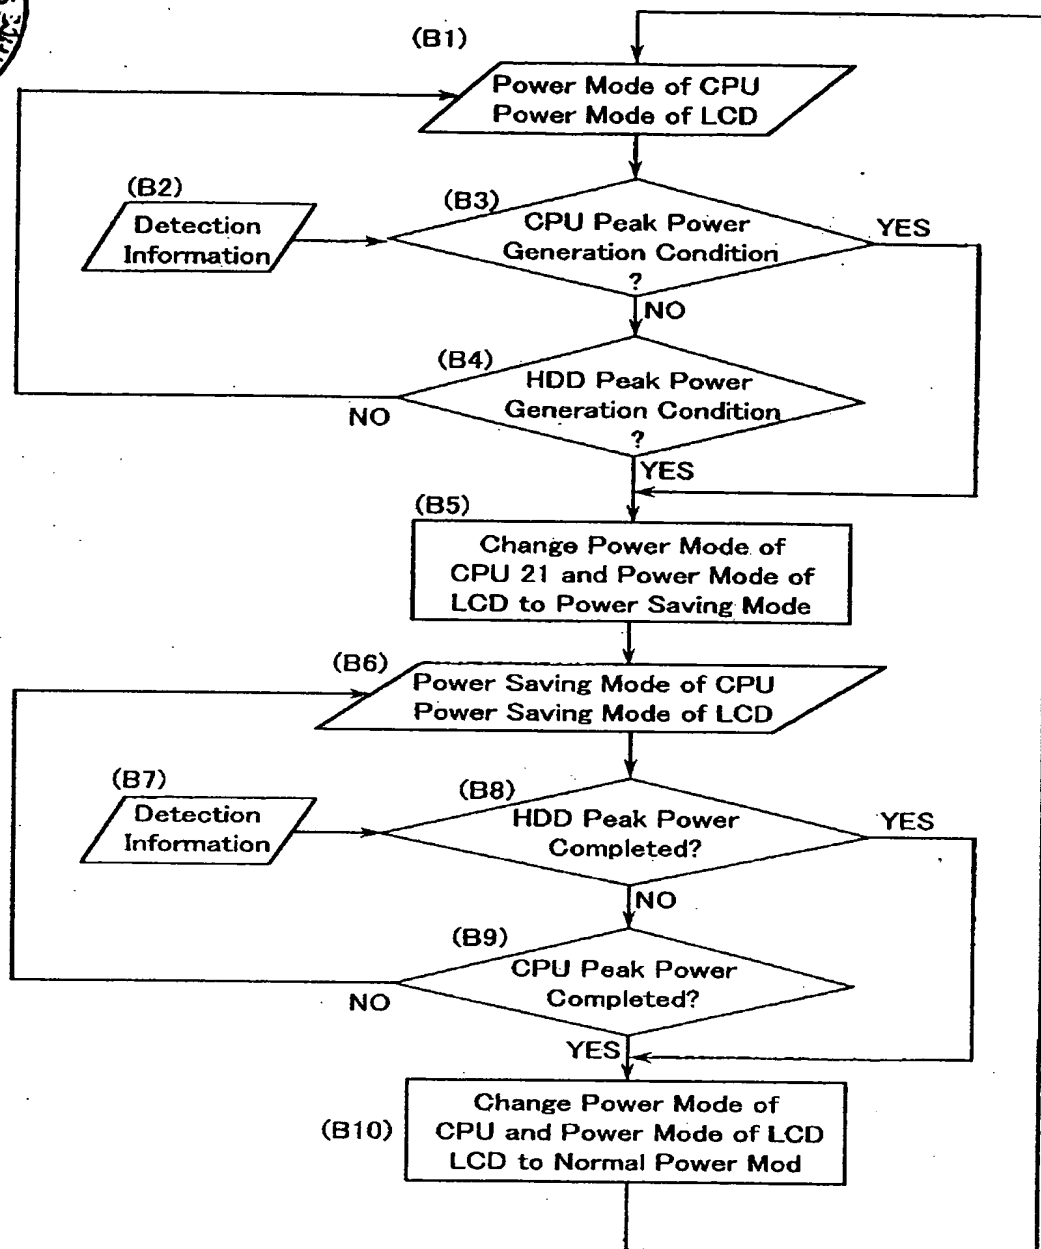 (B1)
Power Mode of CPU
Power Mode of LCD
(B2)
Detection
Information
(B3)
CPU Peak Power
Generation Condition
?
YES
NO
(B4)
HDD Peak Power
Generation Condition
?
NO
YES
(B5)
Change Power Mode of
CPU 21 and Power Mode of
LCD to Power Saving Mode
(B6)
Power Saving Mode of CPU
Power Saving Mode of LCD
(B7)
Detection
Information
(B8)
HDD Peak Power
Completed?
YES
NO
(B9)
CPU Peak Power
Completed?
NO
YES
(B10)
Change Power Mode of
CPU and Power Mode of LCD
LCD to Normal Power Mod